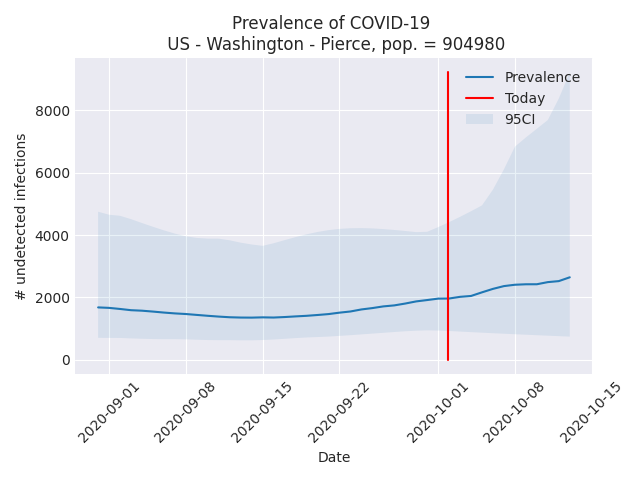 Prevalence of COVID-19
US - Washington - Pierce, pop. = 904980
Prevalence
Today
95CI
# undetected infections
8000
6000
4000
2000
0
2020-09-01
2020-09-08
2020-09-15
2020-09-22
2020-10-01
2020-10-08
2020-10-15
Date